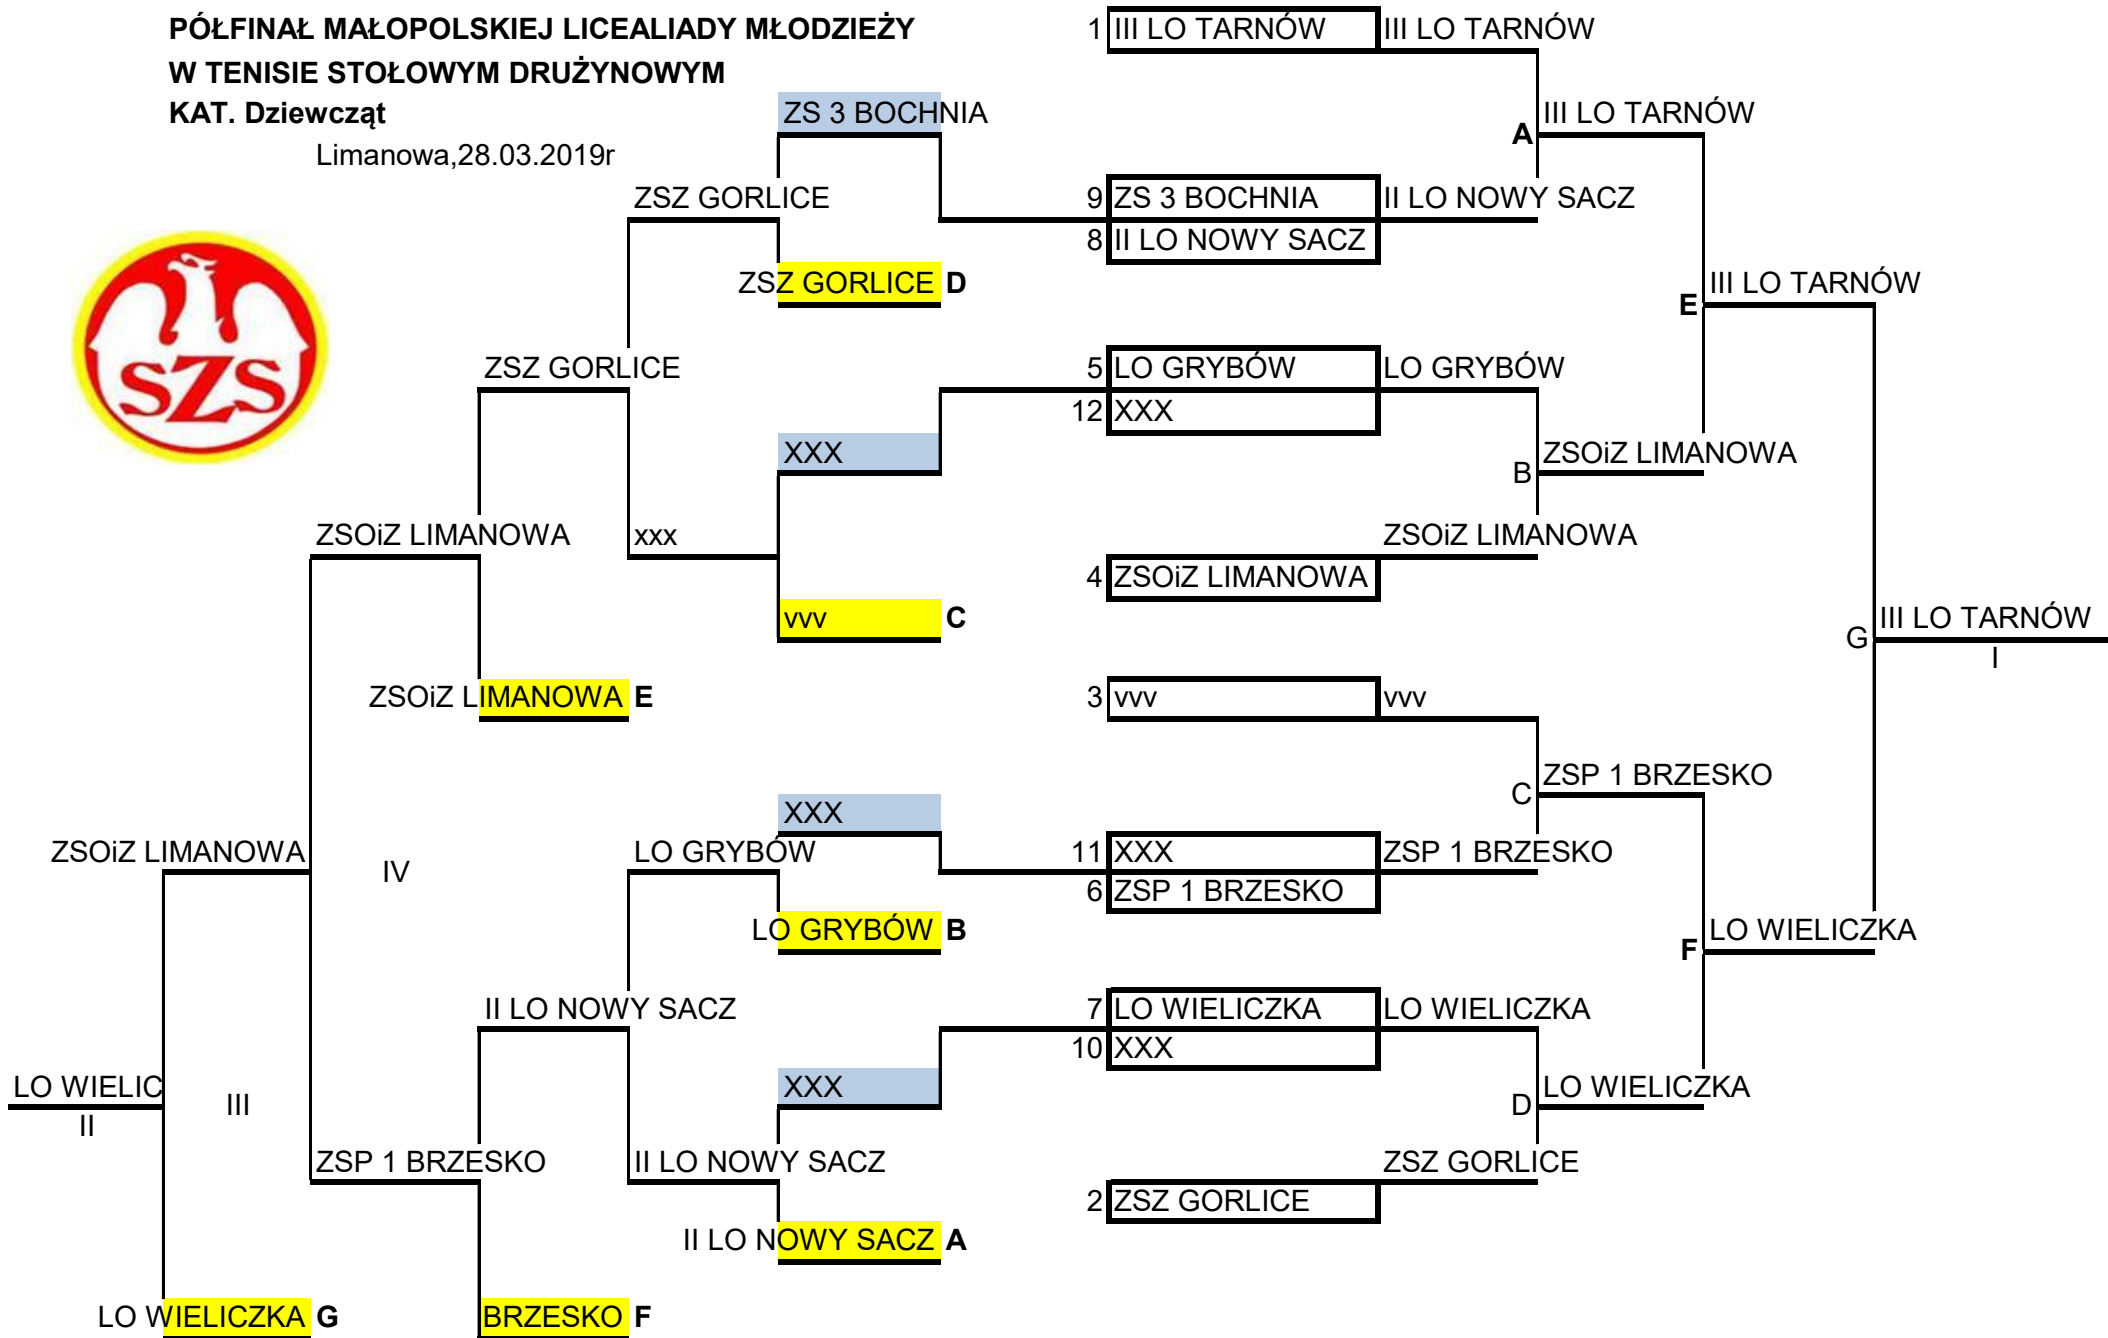 PÓŁFINAŁ MAŁOPOLSKIEJ LICEALIADY MŁODZIEŻY
W TENISIE STOŁOWYM DRUŻYNOWYM
KAT. Dziewcząt
Limanowa,28.03.2019r
SZS
1 III LO TARNÓW III LO TARNÓW
ZS 3 BOCHNIA
A III LO TARNÓW
ZSZ GORLICE
9 ZS 3 BOCHNIA II LO NOWY SACZ
8 II LO NOWY SACZ
ZSZ GORLICE D
E III LO TARNÓW
ZSZ GORLICE
5 LO GRYBÓW LO GRYBÓW
12 XXX
XXX
B ZSOiZ LIMANOWA
ZSOiZ LIMANOWA
xxx
ZSOiZ LIMANOWA
4 ZSOiZ LIMANOWA
vvv C
G III LO TARNÓW
I
ZSOiZ LIMANOWA E
3 vvv vvv
C ZSP 1 BRZESKO
XXX
ZSOiZ LIMANOWA
IV
LO GRYBÓW
11 XXX ZSP 1 BRZESKO
6 ZSP 1 BRZESKO
LO GRYBÓW B
F LO WIELICZKA
II LO NOWY SACZ
7 LO WIELICZKA LO WIELICZKA
10 XXX
LO WIELIC
II
III
XXX
D LO WIELICZKA
ZSP 1 BRZESKO
II LO NOWY SACZ
ZSZ GORLICE
2 ZSZ GORLICE
II LO NOWY SACZ A
LO WIELICZKA G
BRZESKO F